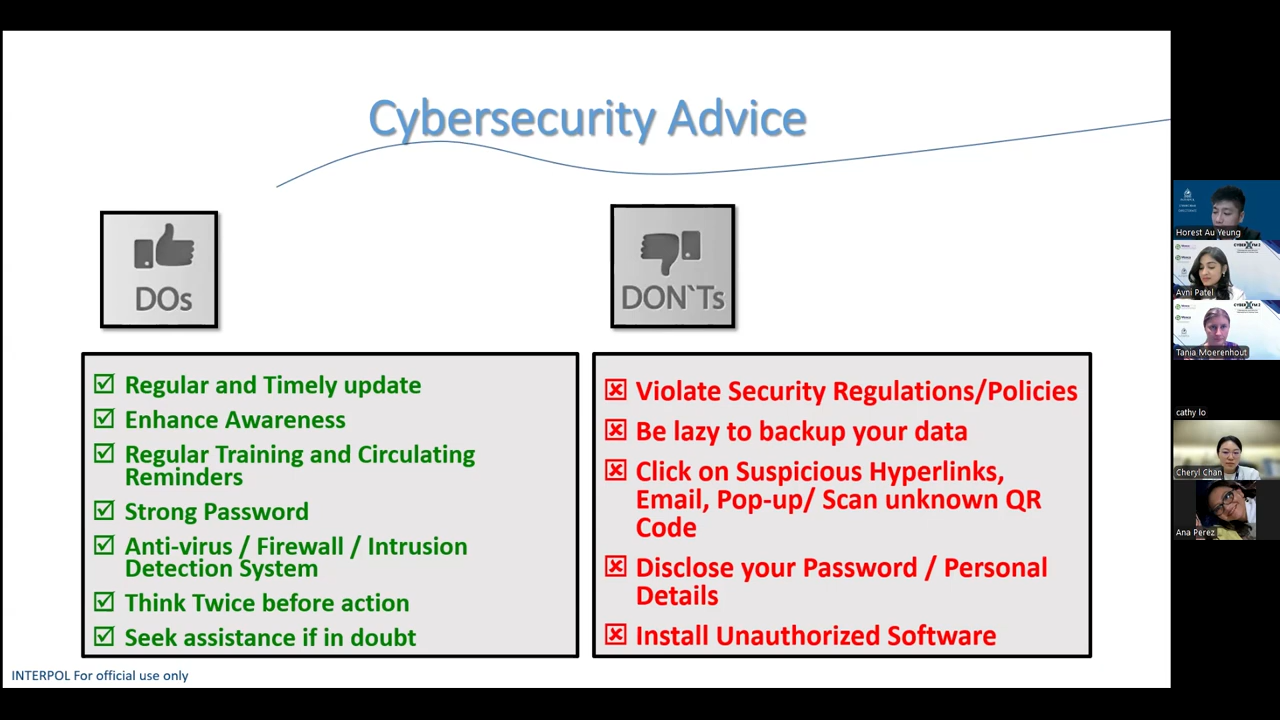 Cybersecurity Advice
DOs
DON`Ts
Regular and Timely update
Enhance Awareness
Regular Training and Circulating
Reminders
Strong Password
Anti-virus / Firewall / Intrusion
Detection System
Think Twice before action
Seek assistance if in doubt
Violate Security Regulations/Policies
Be lazy to backup your data
Click on Suspicious Hyperlinks,
Email, Pop-up/ Scan unknown QR
Code
Disclose your Password / Personal
Details
Install Unauthorized Software
INTERPOL For official use only
Horest Au Yeung
Avni Patel
Tania Moerenhout
cathy lo
Cheryl Chan
Ana Perez